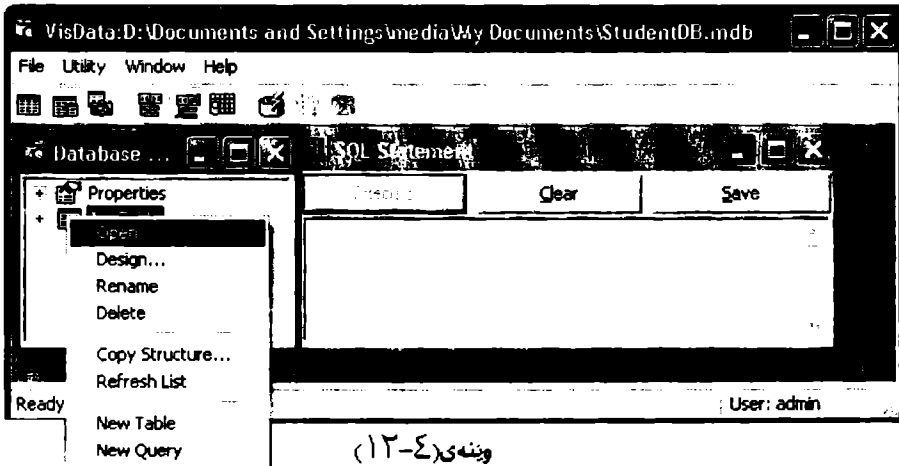 VisData:D:\Documents and Settings\media\My Documents\StudentDB.mdb
File Utility Window Help
Database ...
SQL Statement
Properties
Clear Save
Open
Design...
Rename
Delete
Copy Structure...
Refresh List
Ready
User: admin
New Table
New Query
وێنەی(٤-١٢)